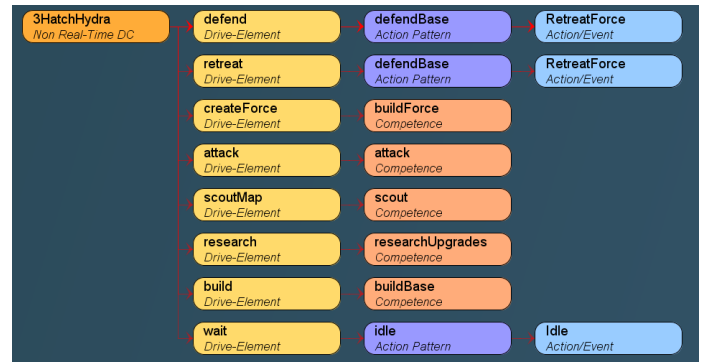 3HatchHydra
Non Real-Time DC
defend
Drive-Element
defendBase
Action Pattern
RetreatForce
Action/Event
retreat
Drive-Element
defendBase
Action Pattern
RetreatForce
Action/Event
createForce
Drive-Element
buildForce
Competence
attack
Drive-Element
attack
Competence
scoutMap
Drive-Element
scout
Competence
research
Drive-Element
researchUpgrades
Competence
build
Drive-Element
buildBase
Competence
wait
Drive-Element
idle
Action Pattern
Idle
Action/Event